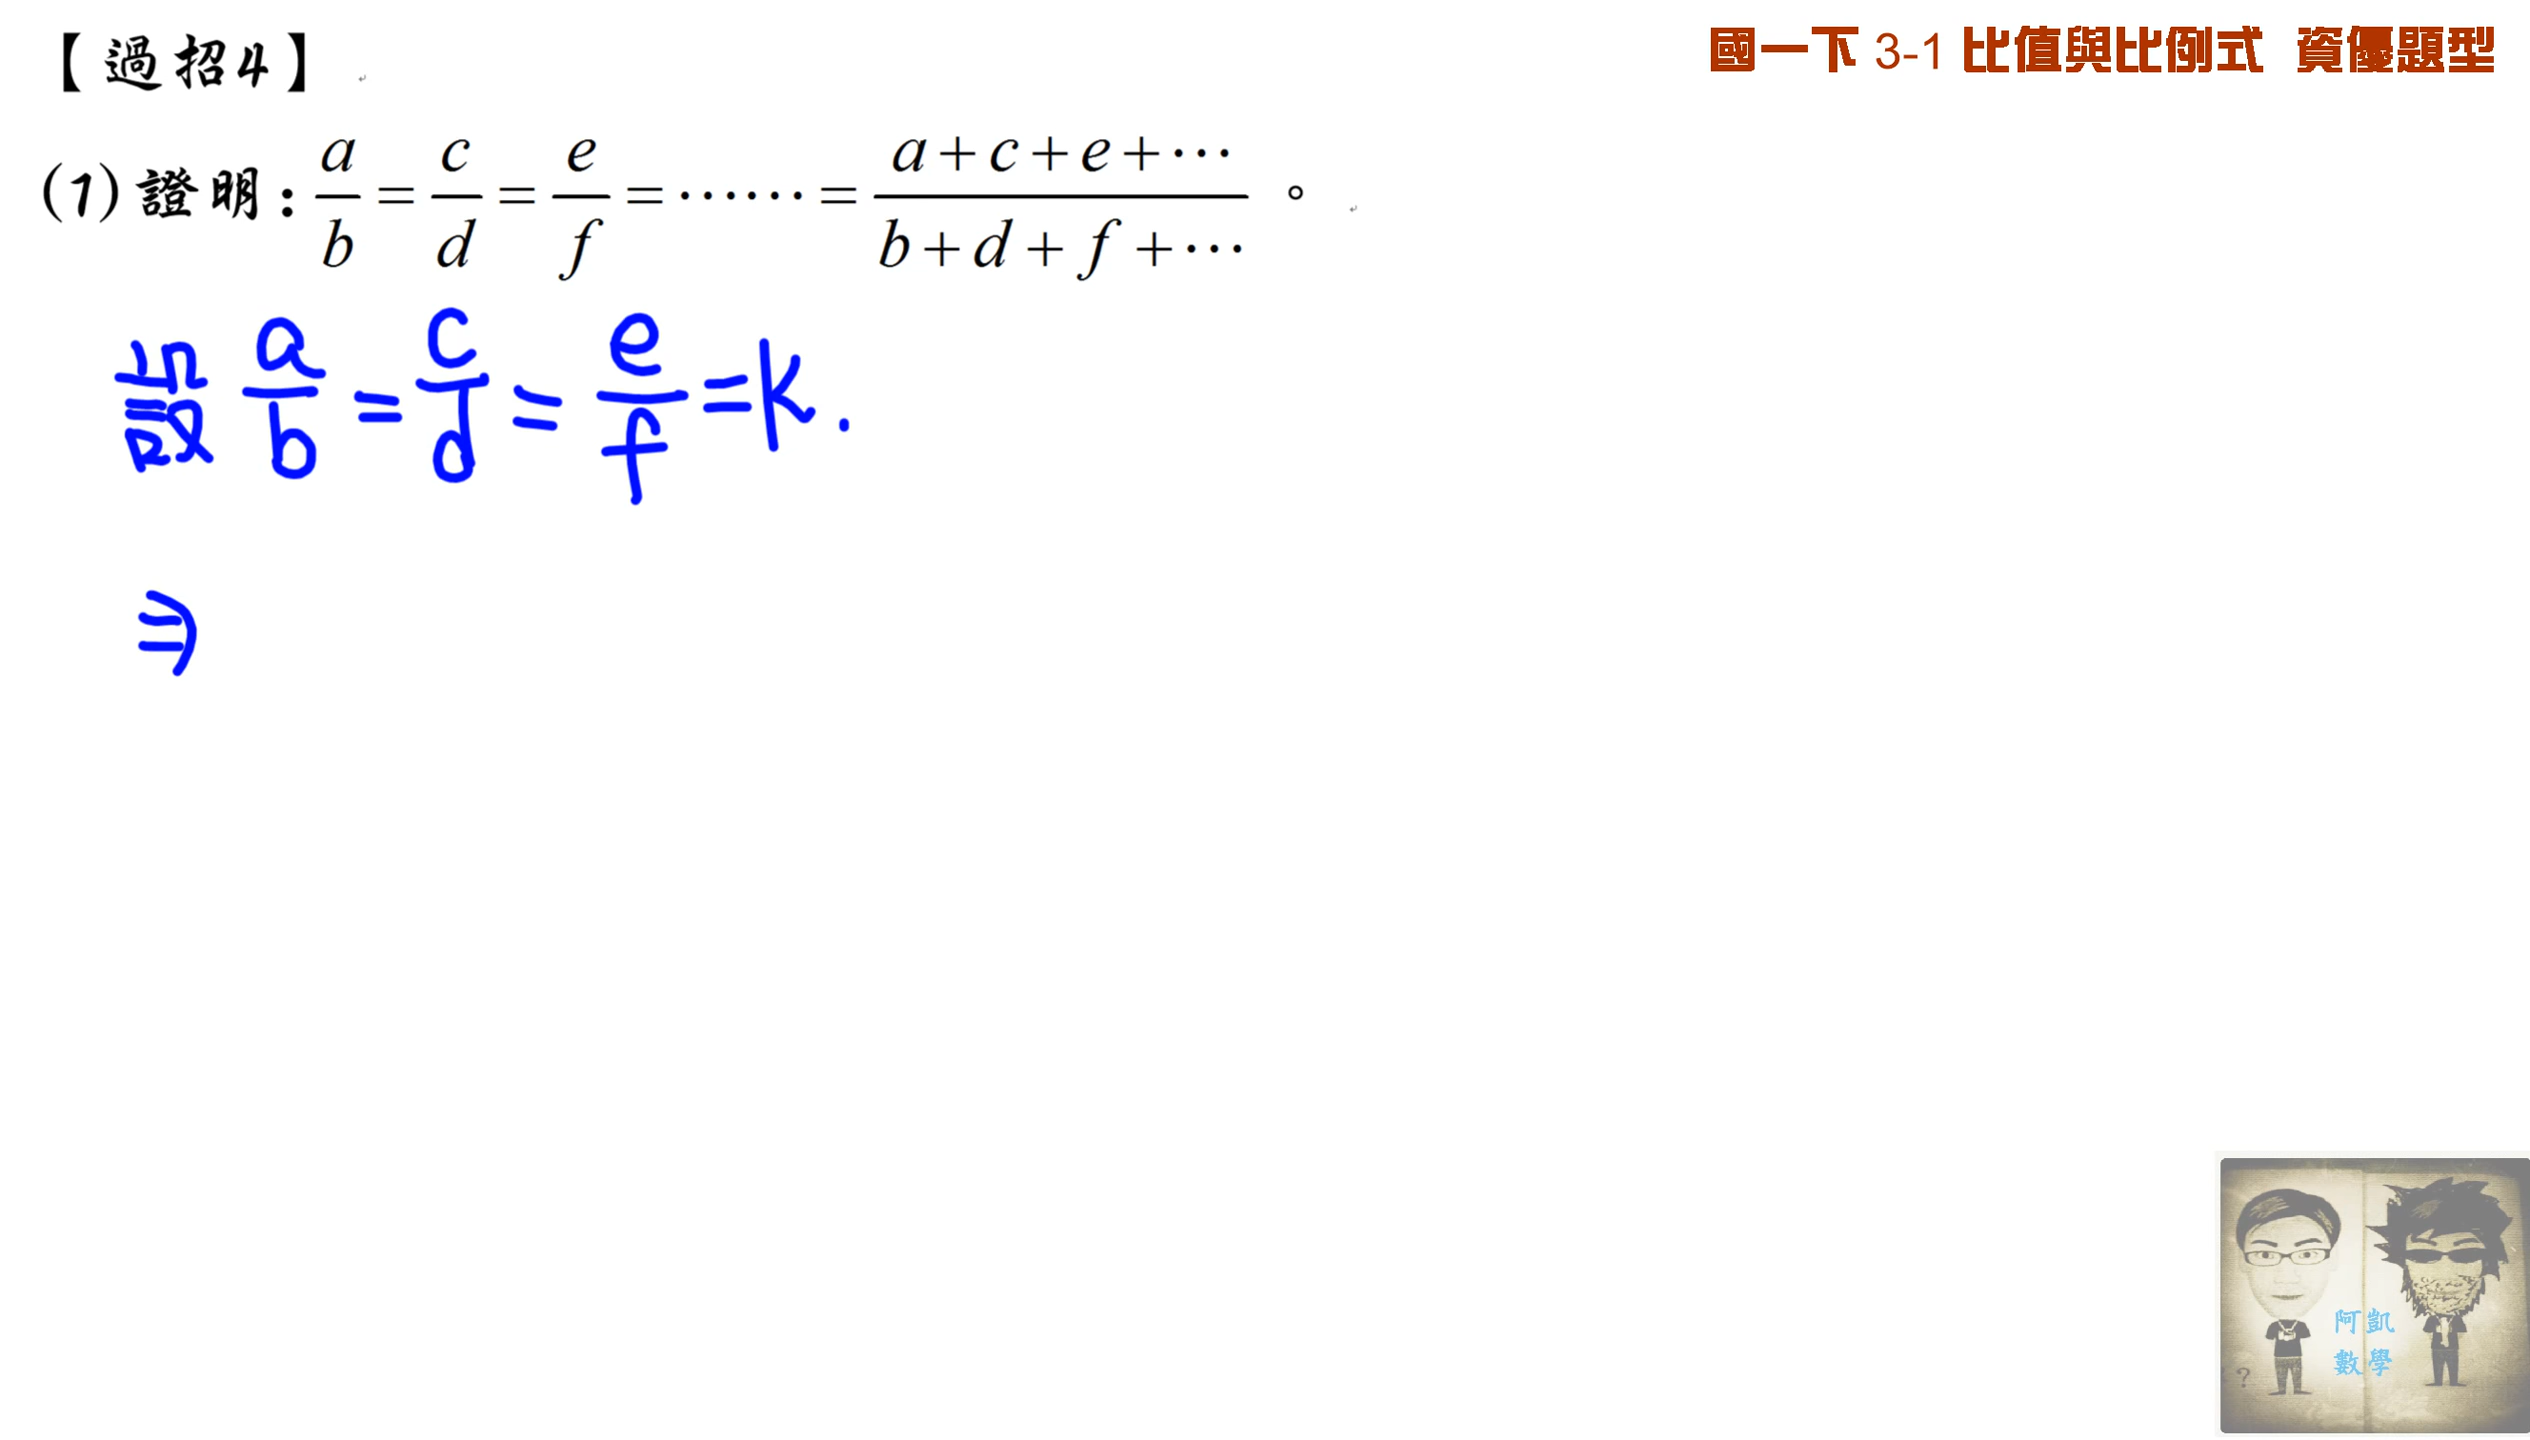 【過招4】
國一下 3-1 比值與比例式 資優題型
(1)證明：a/b = c/d = e/f = …… = (a+c+e+⋯)/(b+d+f+⋯)。
設 a/b = c/d = e/f = k.
⇒
阿凱
數學
?